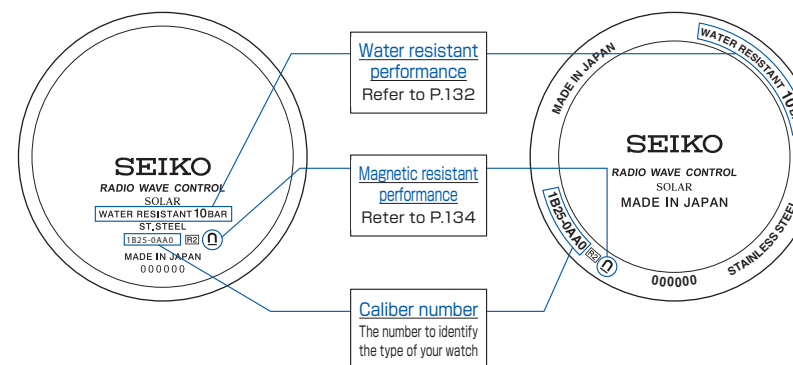 Water resistant
performance
Refer to P.132
Magnetic resistant
performance
Reter to P.134
Caliber number
The number to identify
the type of your watch
SEIKO
RADIO WAVE CONTROL
SOLAR
WATER RESISTANT 10BAR
ST.STEEL
1B25-0AA0 R2
MADE IN JAPAN
000000
MADE IN JAPAN
WATER RESISTANT 10BA
SEIKO
RADIO WAVE CONTROL
SOLAR
MADE IN JAPAN
1B25-0AA0 R2
000000
STAINLESS STEEL